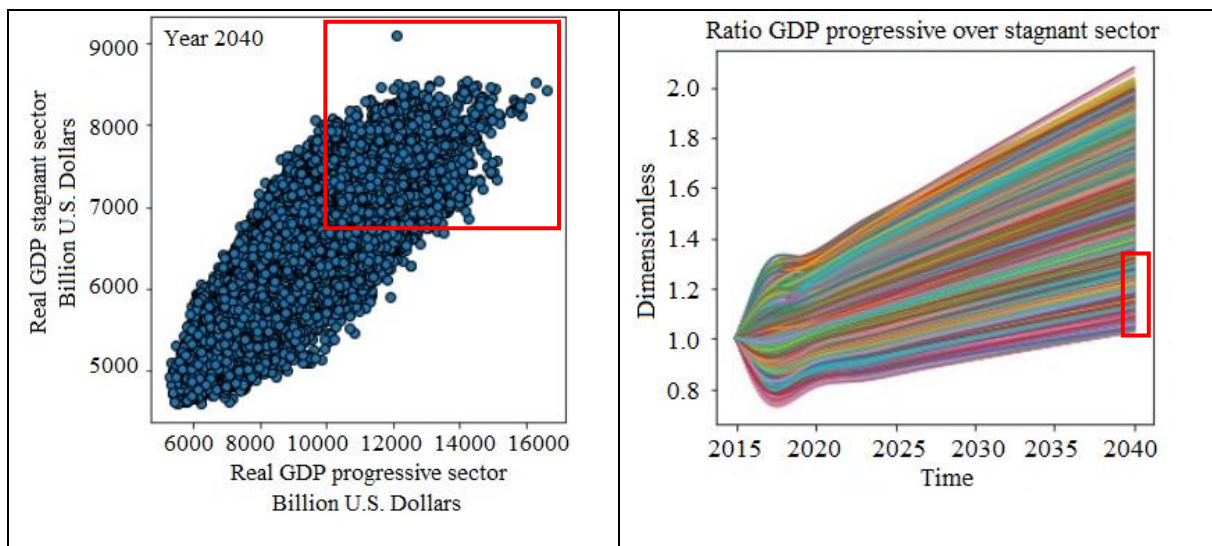 Year 2040
9000
8000
7000
6000
5000
Real GDP stagnant sector
Billion U.S. Dollars
6000 8000 10000 12000 14000 16000
Real GDP progressive sector
Billion U.S. Dollars
Ratio GDP progressive over stagnant sector
2.0
1.8
1.6
1.4
1.2
1.0
0.8
Dimensionless
2015 2020 2025 2030 2035 2040
Time